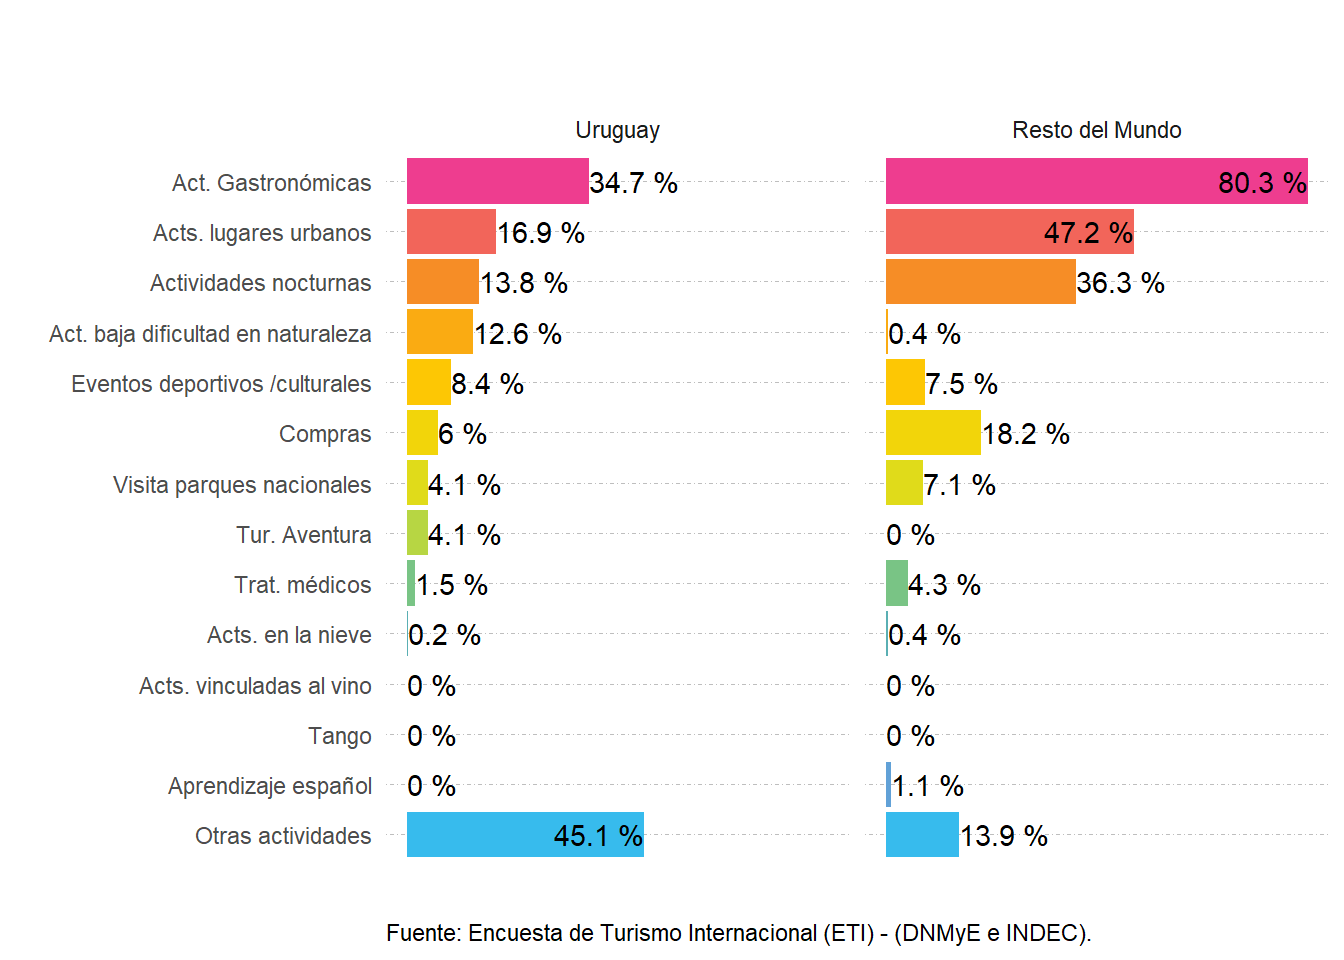 Uruguay Resto del Mundo
Act. Gastronómicas 34.7 % 80.3 %
Acts. lugares urbanos 16.9 % 47.2 %
Actividades nocturnas 13.8 % 36.3 %
Act. baja dificultad en naturaleza 12.6 % 0.4 %
Eventos deportivos /culturales 8.4 % 7.5 %
Compras 6 % 18.2 %
Visita parques nacionales 4.1 % 7.1 %
Tur. Aventura 4.1 % 0 %
Trat. médicos 1.5 % 4.3 %
Acts. en la nieve 0.2 % 0.4 %
Acts. vinculadas al vino 0 % 0 %
Tango 0 % 0 %
Aprendizaje español 0 % 1.1 %
Otras actividades 45.1 % 13.9 %
Fuente: Encuesta de Turismo Internacional (ETI) - (DNMyE e INDEC).